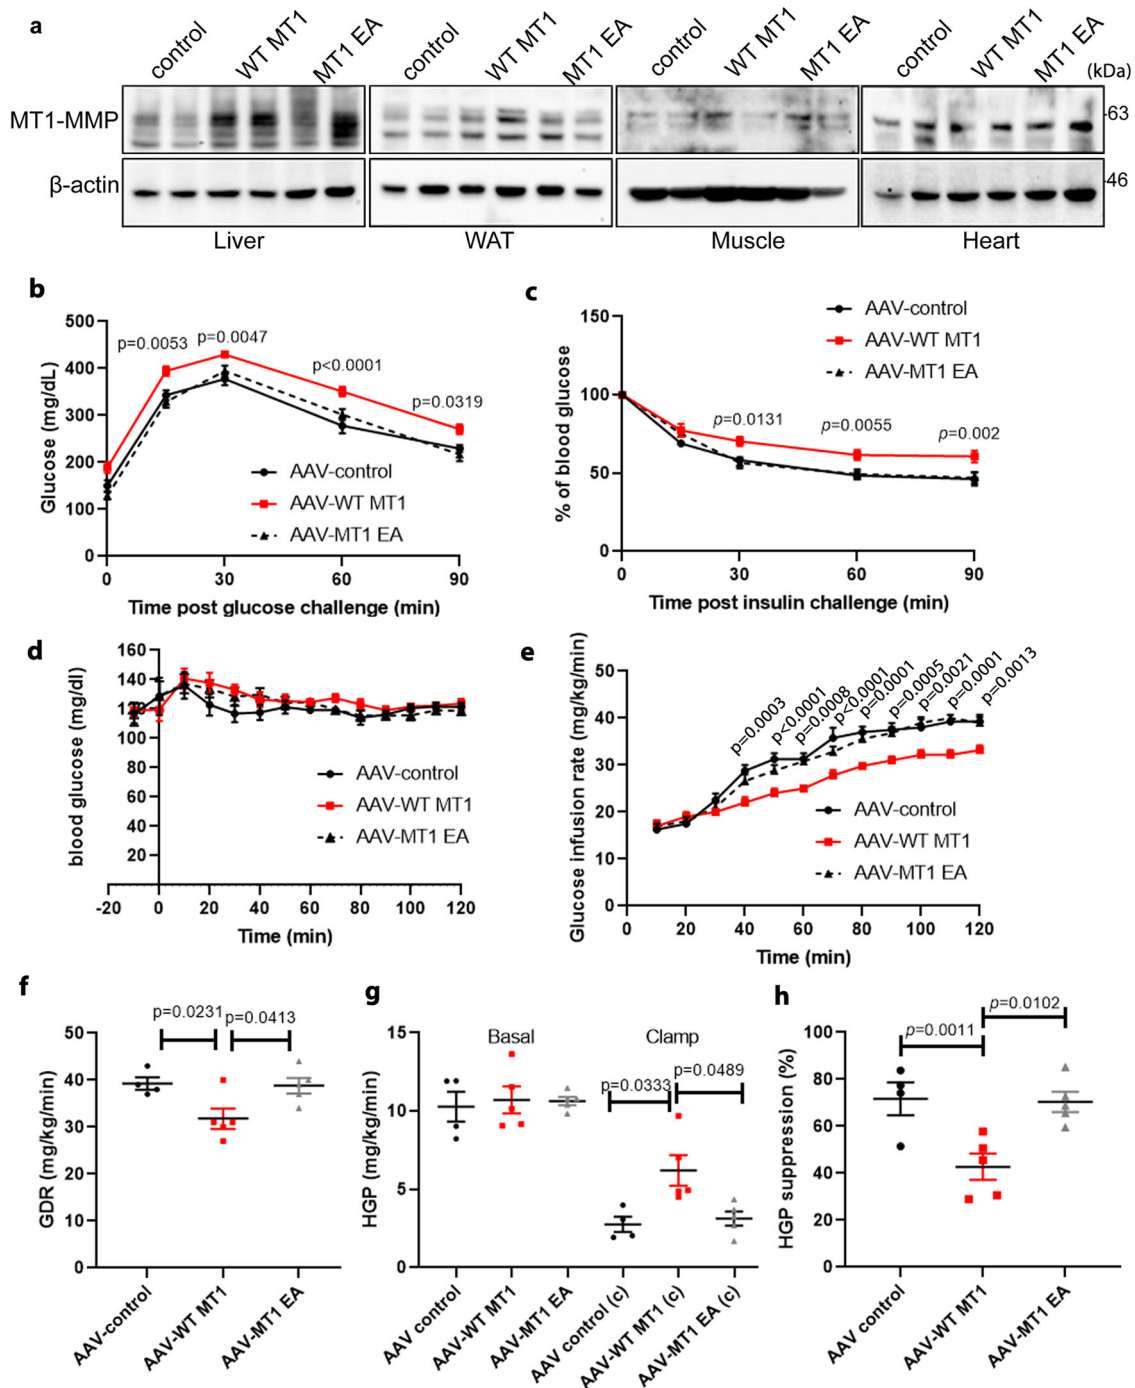 a
control
WT MT1
MT1 EA
control
WT MT1
MT1 EA
control
WT MT1
MT1 EA
control
WT MT1
MT1 EA
(kDa)
MT1-MMP
63
β-actin
46
Liver
WAT
Muscle
Heart
b
500
400
300
200
100
0
Glucose (mg/dL)
p=0.0053
p=0.0047
p<0.0001
p=0.0319
AAV-control
AAV-WT MT1
AAV-MT1 EA
0
30
60
90
Time post glucose challenge (min)
c
150
100
50
0
% of blood glucose
AAV-control
AAV-WT MT1
AAV-MT1 EA
p=0.0131
p=0.0055
p=0.002
0
30
60
90
Time post insulin challenge (min)
d
160
140
120
100
80
60
40
20
blood glucose (mg/dl)
AAV-control
AAV-WT MT1
AAV-MT1 EA
-20
0
20
40
60
80
100
120
Time (min)
e
50
40
30
20
10
0
Glucose infusion rate (mg/kg/min)
p=0.0003
p<0.0001
p=0.0008
p<0.0001
p=0.0001
p=0.0005
p=0.0021
p=0.0001
p=0.0013
AAV-control
AAV-WT MT1
AAV-MT1 EA
0
20
40
60
80
100
120
Time (min)
f
50
40
30
20
10
0
GDR (mg/kg/min)
p=0.0231
p=0.0413
AAV-control
AAV-WT MT1
AAV-MT1 EA
g
15
10
5
0
HGP (mg/kg/min)
Basal
Clamp
p=0.0333
p=0.0489
AAV control
AAV-WT MT1
AAV-MT1 EA
AAV control (c)
AAV-WT MT1 (c)
AAV-MT1 EA (c)
h
100
80
60
40
20
0
HGP suppression (%)
p=0.0011
p=0.0102
AAV control
AAV-WT MT1
AAV-MT1 EA